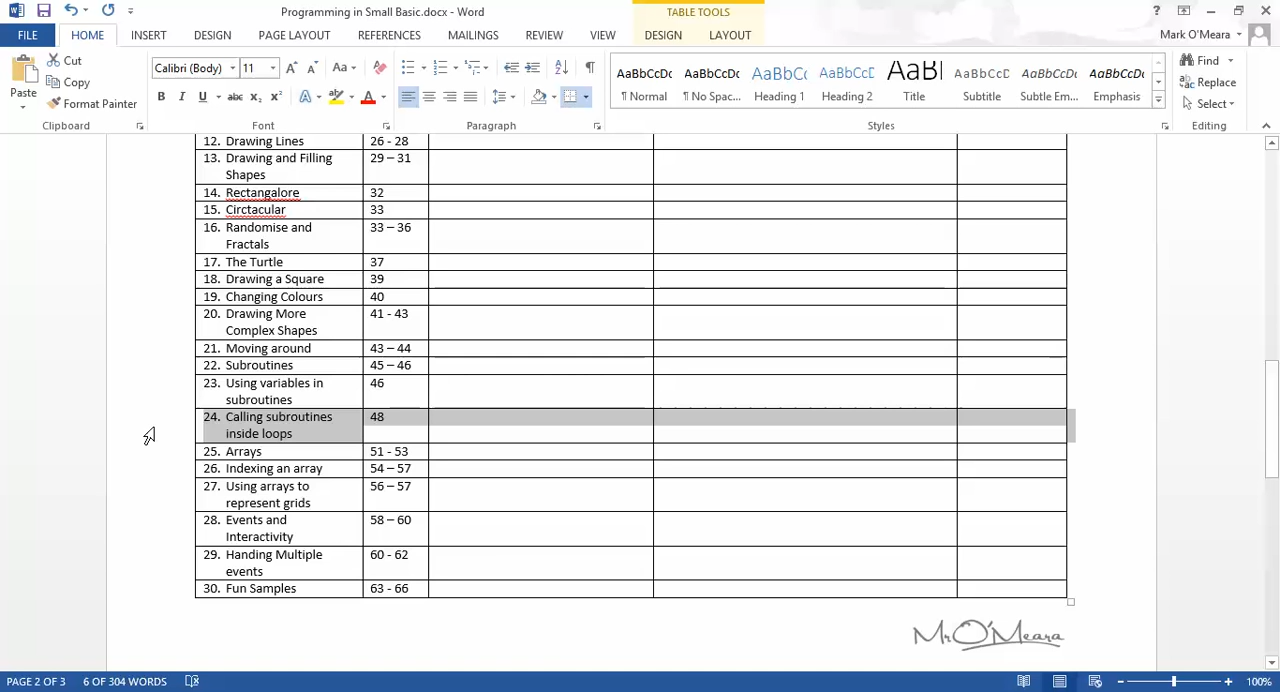 Programming in Small Basic.docx - Word
TABLE TOOLS
?
FILE
HOME
INSERT
DESIGN
PAGE LAYOUT
REFERENCES
MAILINGS
REVIEW
VIEW
DESIGN
LAYOUT
Mark O'Meara
Paste
Cut
Copy
Format Painter
Clipboard
Calibri (Body)
11
Font
Paragraph
AaBbCcDc
¶ Normal
AaBbCcDc
¶ No Spac...
AaBbCc
Heading 1
AaBbCcC
Heading 2
AaBl
Title
AaBbCcD
Subtitle
AaBbCcDc
Subtle Em...
AaBbCcDc
Emphasis
Styles
Find
Replace
Select
Editing
12. Drawing Lines 26 - 28
13. Drawing and Filling Shapes 29 – 31
14. Rectangalore 32
15. Circtacular 33
16. Randomise and Fractals 33 – 36
17. The Turtle 37
18. Drawing a Square 39
19. Changing Colours 40
20. Drawing More Complex Shapes 41 - 43
21. Moving around 43 – 44
22. Subroutines 45 – 46
23. Using variables in subroutines 46
24. Calling subroutines inside loops 48
25. Arrays 51 - 53
26. Indexing an array 54 – 57
27. Using arrays to represent grids 56 – 57
28. Events and Interactivity 58 – 60
29. Handing Multiple events 60 - 62
30. Fun Samples 63 - 66
Mr O'Meara
PAGE 2 OF 3
6 OF 304 WORDS
100%